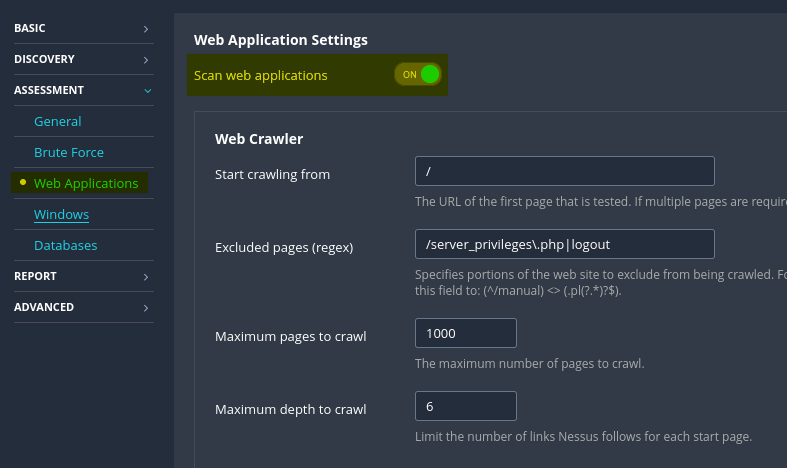 BASIC
DISCOVERY
ASSESSMENT
General
Brute Force
Web Applications
Windows
Databases
REPORT
ADVANCED
Web Application Settings
Scan web applications
ON
Web Crawler
Start crawling from
/
The URL of the first page that is tested. If multiple pages are
Excluded pages (regex)
/server_privileges\.php|logout
Specifies portions of the web site to exclude from being crawled.
this field to: (^/manual) <> (.pl(?.*)?$).
Maximum pages to crawl
1000
The maximum number of pages to crawl.
Maximum depth to crawl
6
Limit the number of links Nessus follows for each start page.